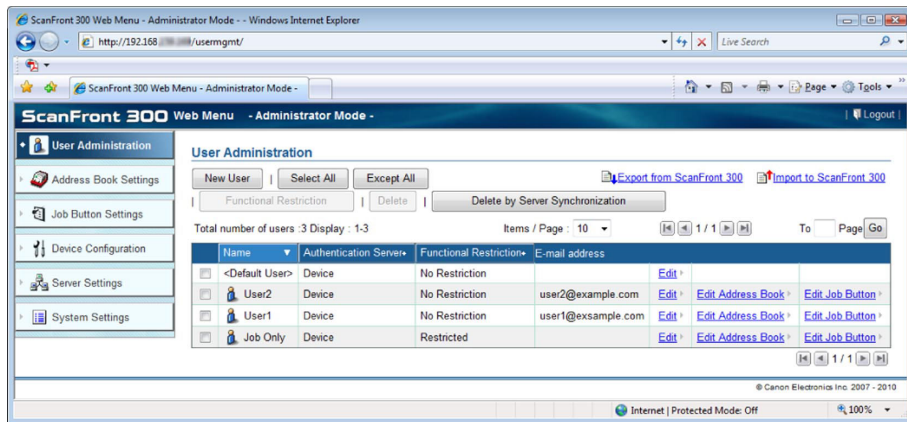 ScanFront 300 Web Menu - Administrator Mode - - Windows Internet Explorer
http://192.168 /usermgmt/
Live Search
ScanFront 300 Web Menu - Administrator Mode -
Page Tools
ScanFront 300 Web Menu - Administrator Mode -
| Logout |
User Administration
Address Book Settings
Job Button Settings
Device Configuration
Server Settings
System Settings
User Administration
New User | Select All Except All Export from ScanFront 300 Import to ScanFront 300
| Functional Restriction | Delete | Delete by Server Synchronization
Total number of users :3 Display : 1-3 Items / Page : 10 1 / 1 To Page Go
Name Authentication Server Functional Restriction E-mail address
<Default User> Device No Restriction Edit
User2 Device No Restriction user2@example.com Edit Edit Address Book Edit Job Button
User1 Device No Restriction user1@exsample.com Edit Edit Address Book Edit Job Button
Job Only Device Restricted Edit Edit Address Book Edit Job Button
1 / 1
© Canon Electronics Inc. 2007 - 2010
Internet | Protected Mode: Off 100%